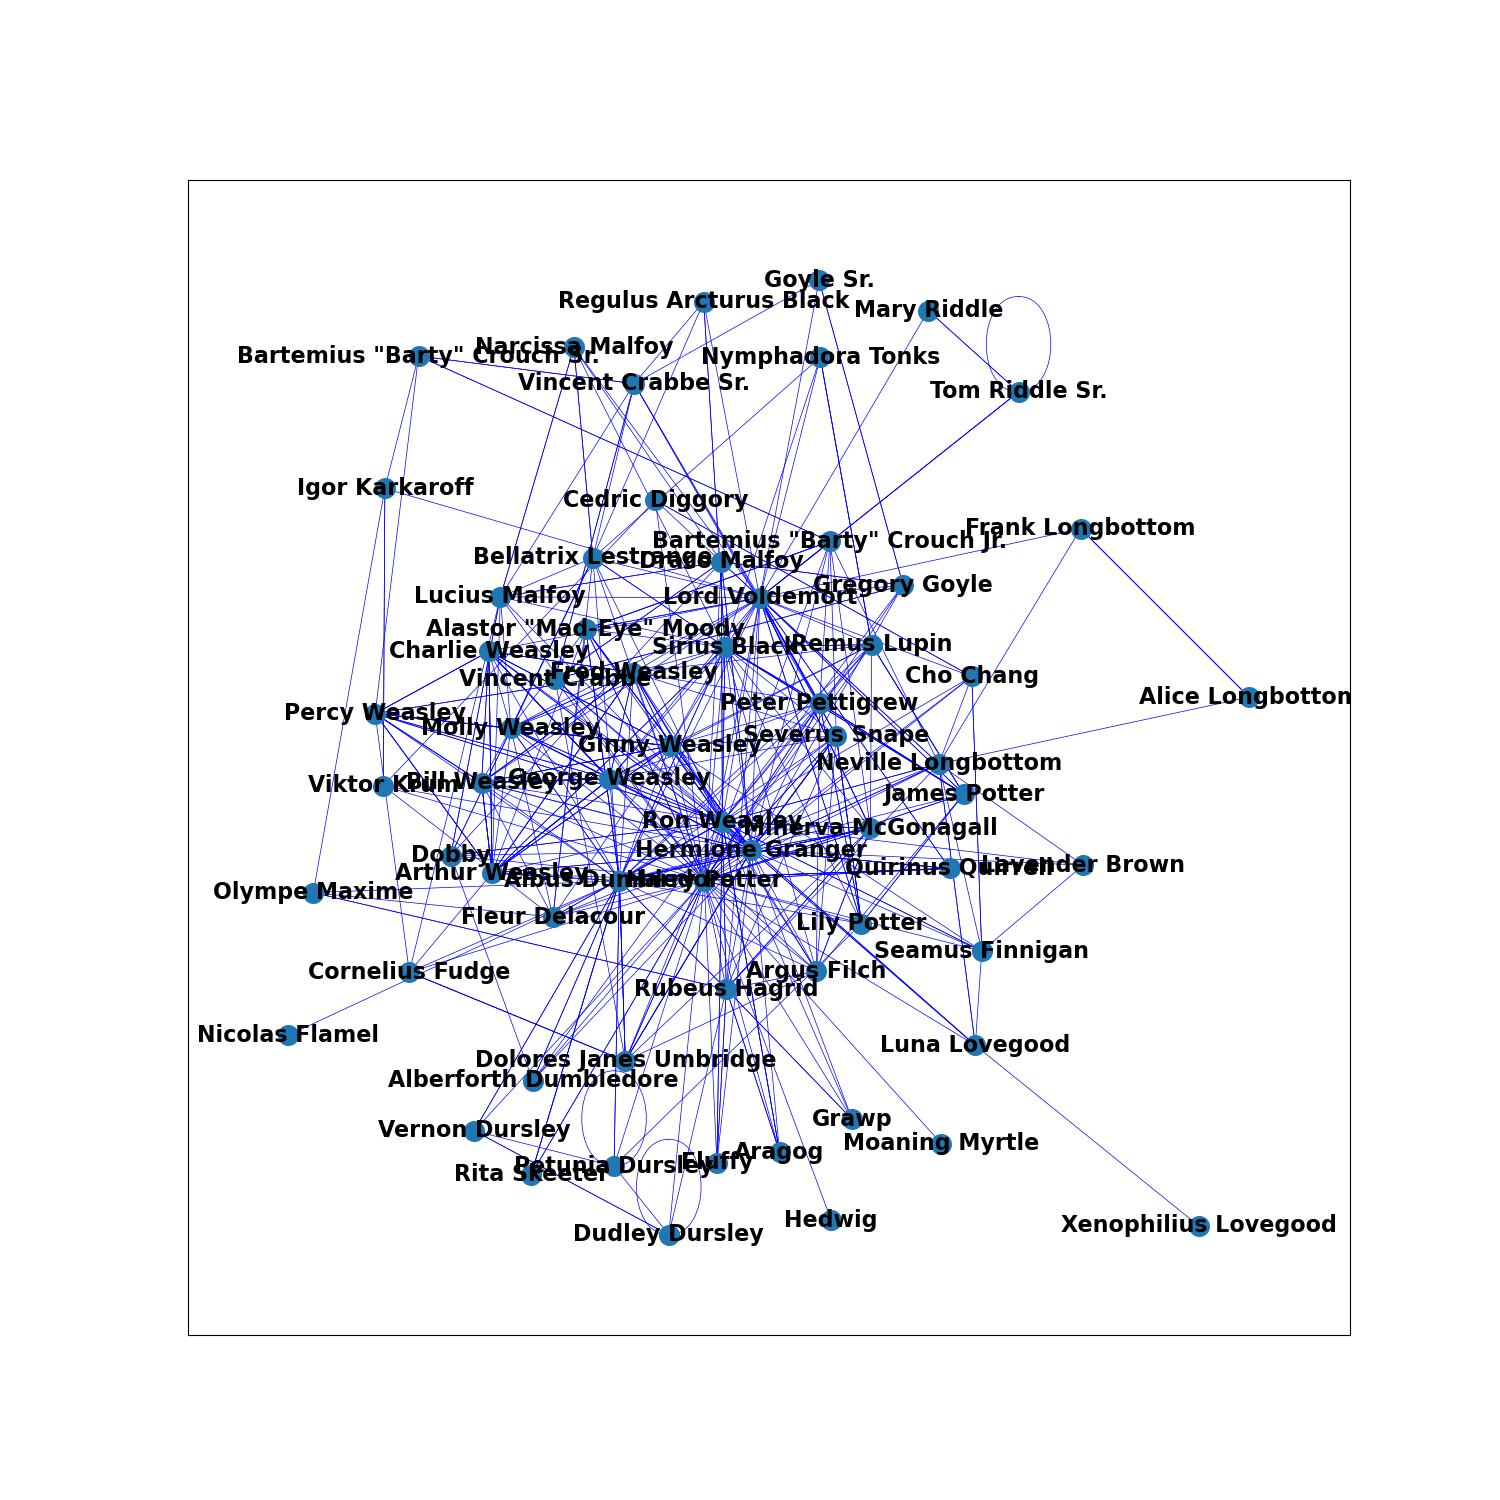 Goyle Sr.
Regulus Arcturus Black
Mary Riddle
Narcissa Malfoy
Bartemius "Barty" Crouch Sr.
Nymphadora Tonks
Vincent Crabbe Sr.
Tom Riddle Sr.
Igor Karkaroff
Cedric Diggory
Frank Longbottom
Bartemius "Barty" Crouch Jr.
Bellatrix Lestrange
Draco Malfoy
Gregory Goyle
Lucius Malfoy
Lord Voldemort
Alastor "Mad-Eye" Moody
Remus Lupin
Sirius Black
Charlie Weasley
Fred Weasley
Cho Chang
Vincent Crabbe
Alice Longbotton
Peter Pettigrew
Percy Weasley
Molly Weasley
Severus Snape
Ginny Weasley
Neville Longbottom
George Weasley
Bill Weasley
Viktor Krum
James Potter
Ron Weasley
Minerva McGonagall
Hermione Granger
Dobby
Lavender Brown
Quirinus Quirrell
Arthur Weasley
Albus Dumbledore
Harry Potter
Olympe Maxime
Fleur Delacour
Lily Potter
Seamus Finnigan
Argus Filch
Cornelius Fudge
Rubeus Hagrid
Nicolas Flamel
Luna Lovegood
Dolores Janes Umbridge
Alberforth Dumbledore
Grawp
Vernon Dursley
Moaning Myrtle
Aragog
Fluffy
Petunia Dursley
Rita Skeeter
Hedwig
Xenophilius Lovegood
Dudley Dursley